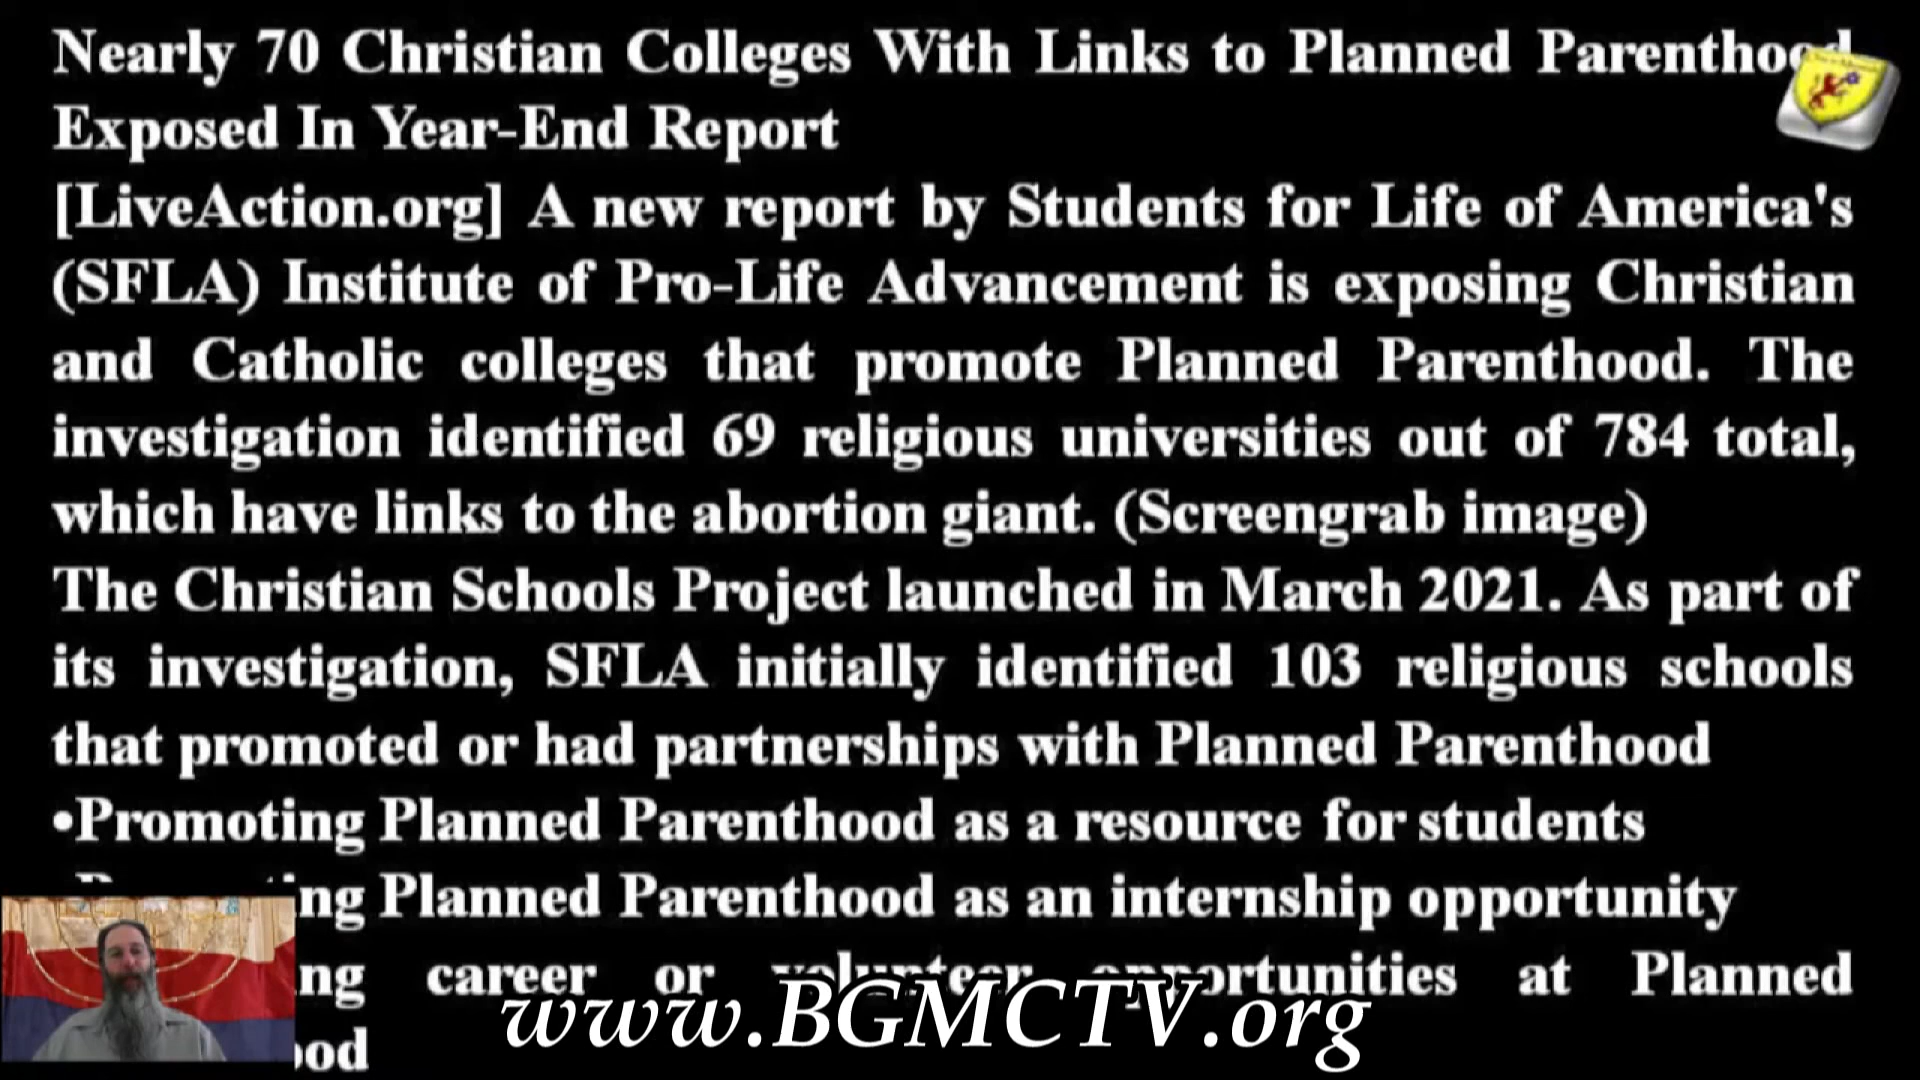 Nearly 70 Christian Colleges With Links to Planned Parenthood
Exposed In Year-End Report
[LiveAction.org] A new report by Students for Life of America's
(SFLA) Institute of Pro-Life Advancement is exposing Christian
and Catholic colleges that promote Planned Parenthood. The
investigation identified 69 religious universities out of 784 total,
which have links to the abortion giant. (Screengrab image)
The Christian Schools Project launched in March 2021. As part of
its investigation, SFLA initially identified 103 religious schools
that promoted or had partnerships with Planned Parenthood
•Promoting Planned Parenthood as a resource for students
•Promoting Planned Parenthood as an internship opportunity
ng career or volunteer opportunities at Planned
www.BGMCTV.org
ood